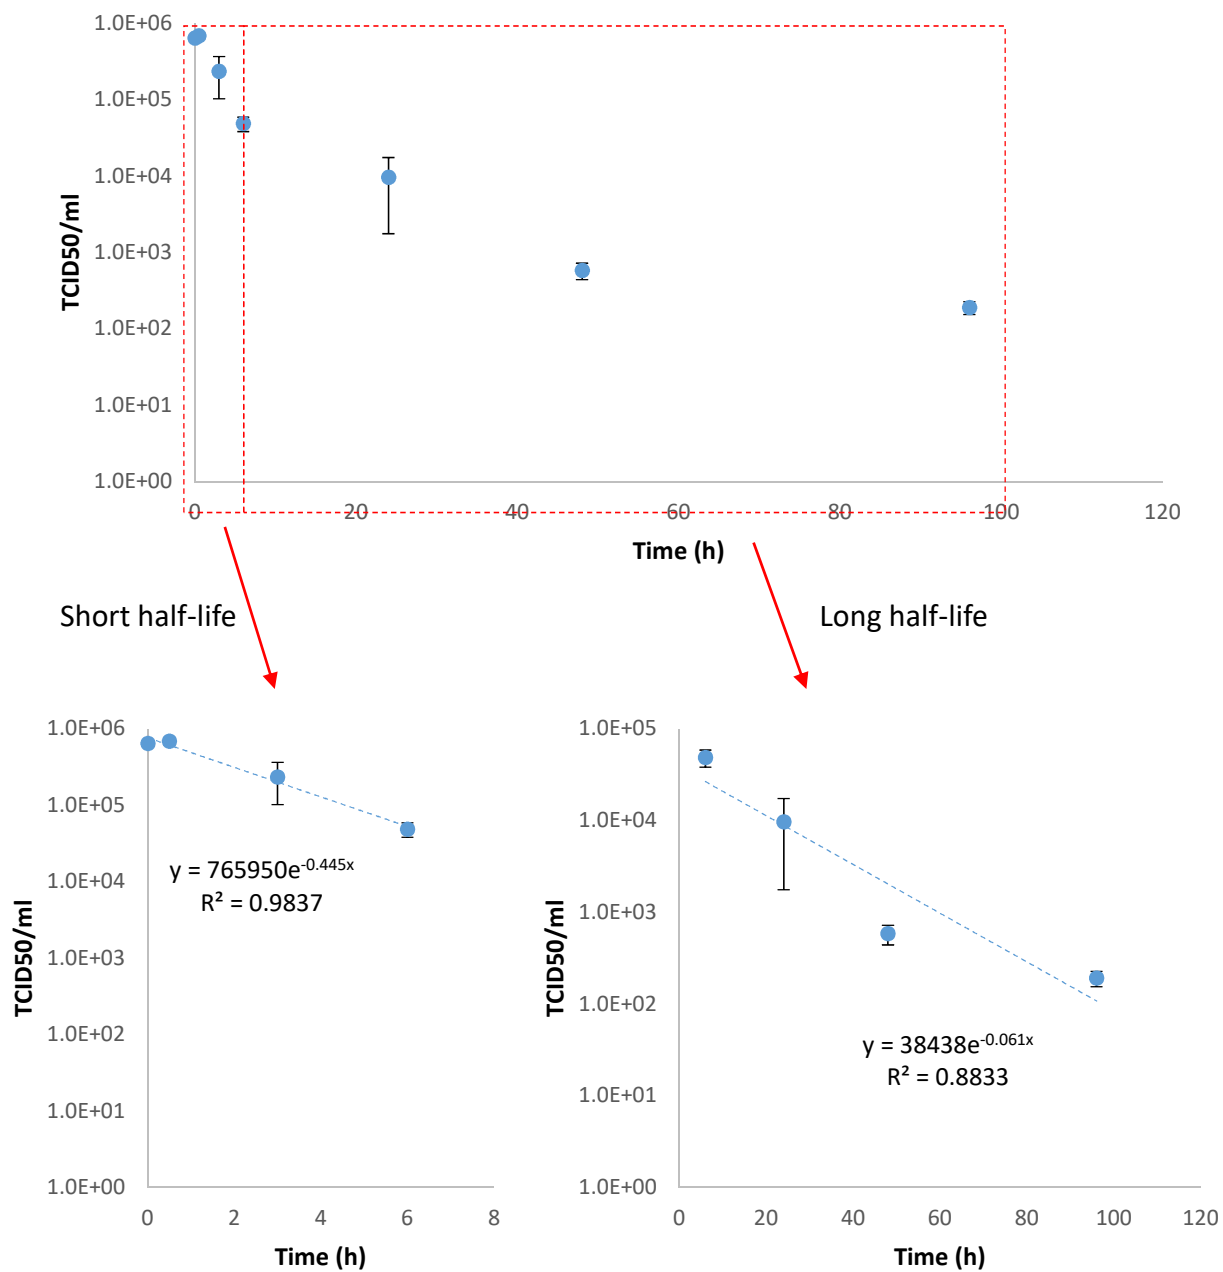 1.0E+06
1.0E+05
1.0E+04
1.0E+03
1.0E+02
1.0E+01
1.0E+00
TCID50/ml
0 20 40 60 80 100 120
Time (h)
Short half-life
Long half-life
1.0E+06
1.0E+05
1.0E+04
1.0E+03
1.0E+02
1.0E+01
1.0E+00
TCID50/ml
y = 765950e^-0.445x
R² = 0.9837
0 2 4 6 8
Time (h)
1.0E+05
1.0E+04
1.0E+03
1.0E+02
1.0E+01
1.0E+00
TCID50/ml
y = 38438e^-0.061x
R² = 0.8833
0 20 40 60 80 100 120
Time (h)